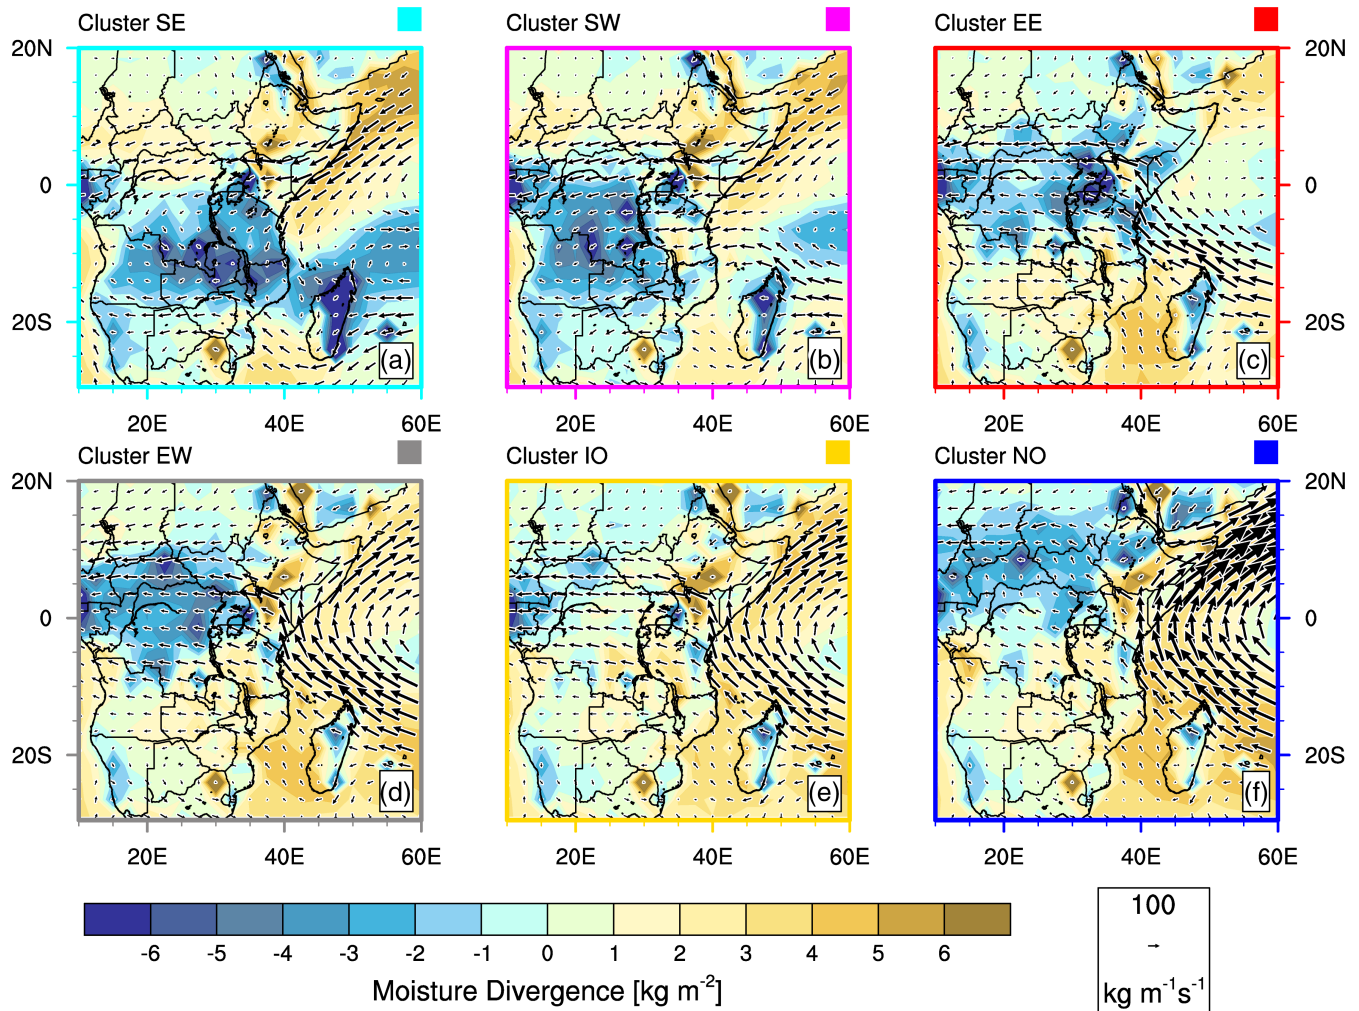 Cluster SE
Cluster SW
Cluster EE
20N
0
20S
20N
0
20S
(a)
(b)
(c)
20E
40E
60E
20E
40E
60E
20E
40E
60E
Cluster EW
Cluster IO
Cluster NO
20N
0
20S
20N
0
20S
(d)
(e)
(f)
20E
40E
60E
20E
40E
60E
20E
40E
60E
-6 -5 -4 -3 -2 -1 0 1 2 3 4 5 6
Moisture Divergence [kg m⁻²]
100
kg m⁻¹s⁻¹